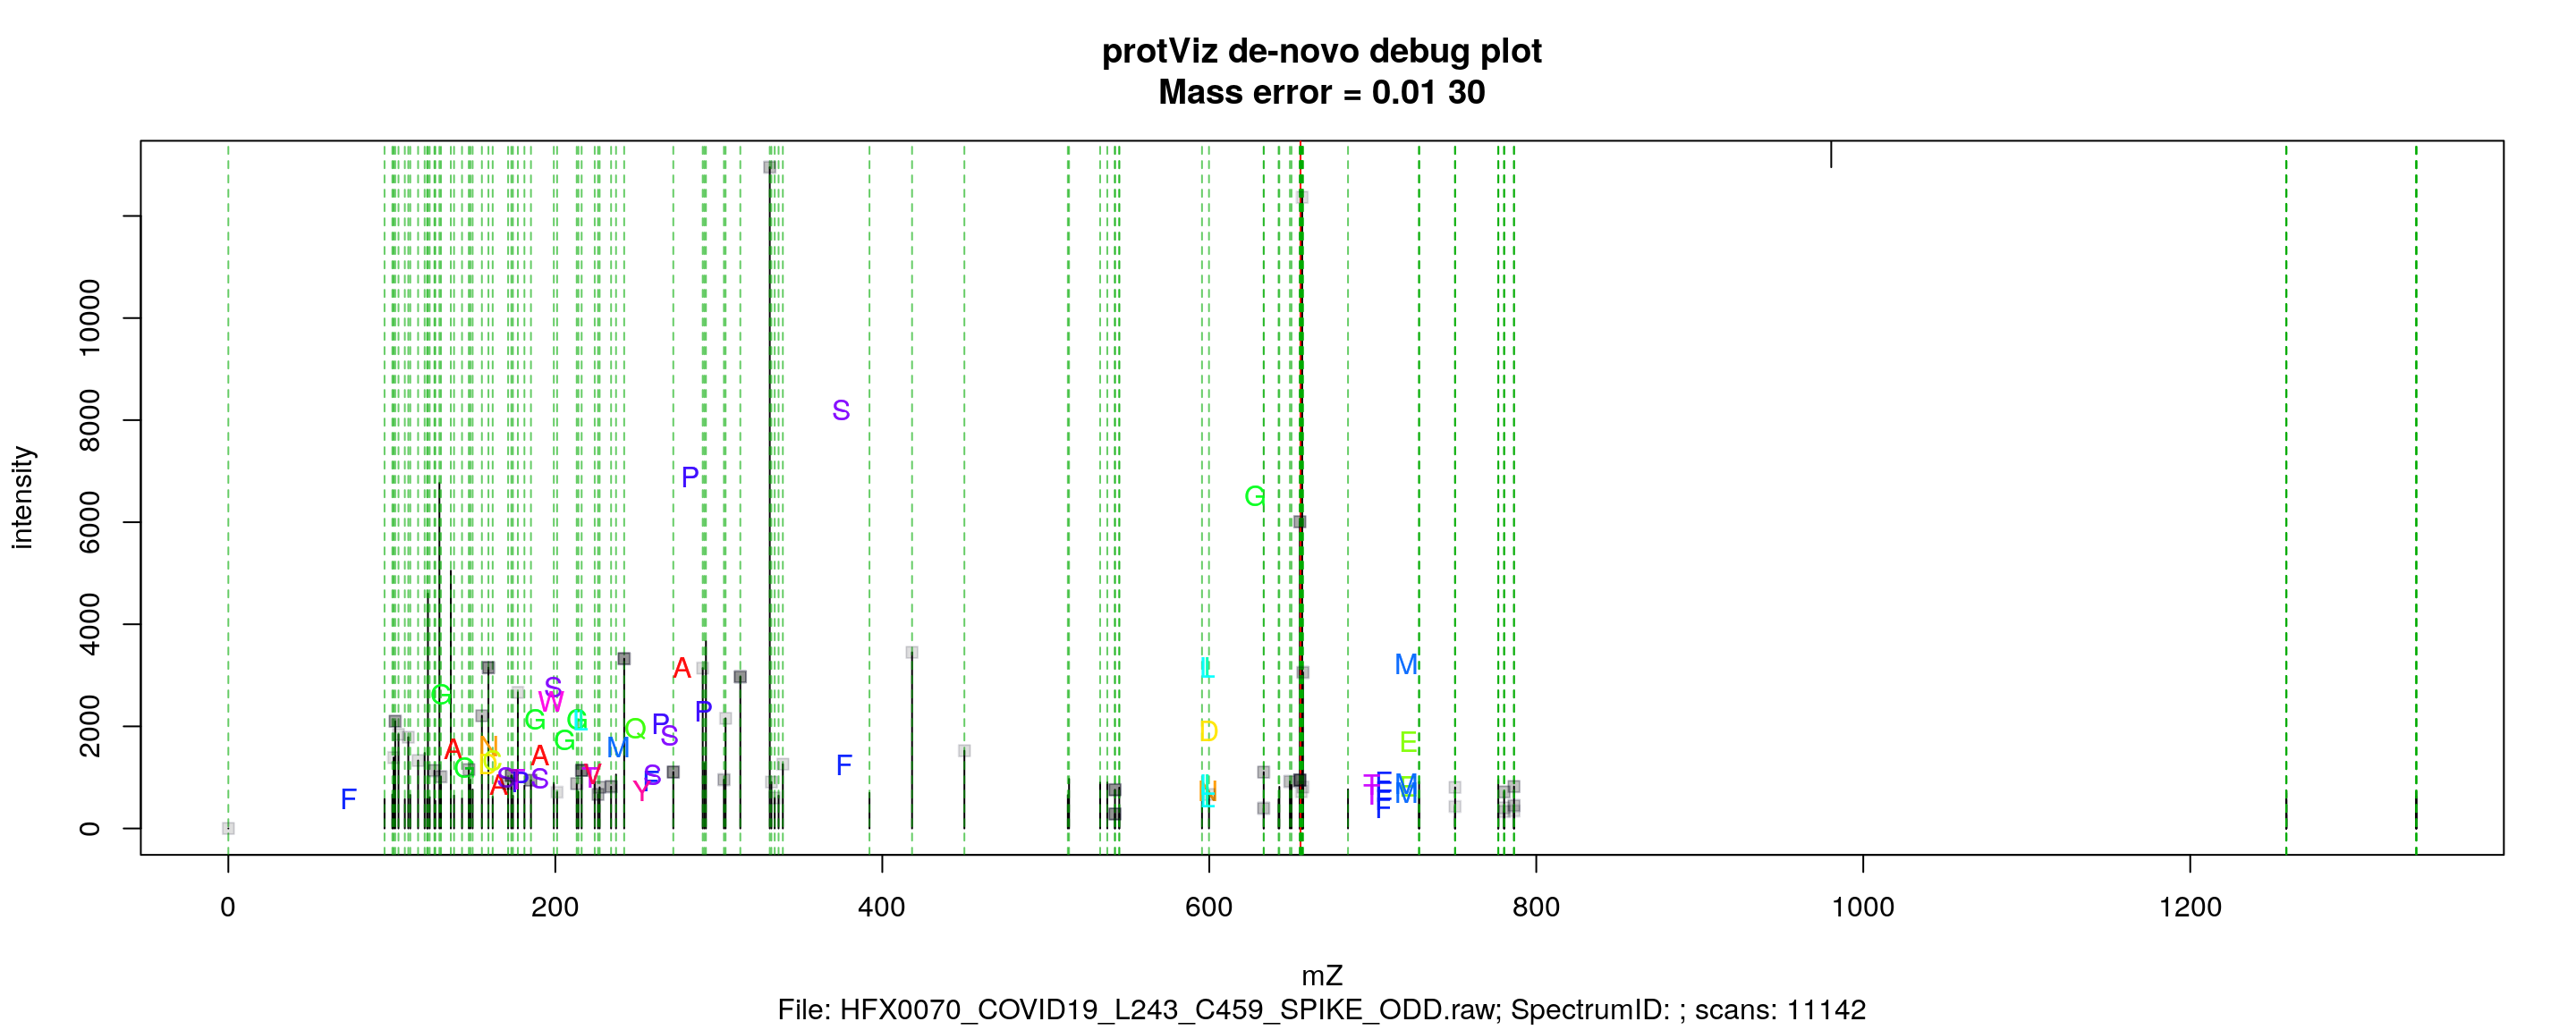 protViz de-novo debug plot
Mass error = 0.01 30
intensity
10000
8000
6000
4000
2000
0
S
P
G
G
A
G
A
N
F
S
W
G
G
A
S
M
Q
P
S
A
P
Y
S
F
L
D
M
E
T
F
M
0 200 400 600 800 1000 1200
mZ
File: HFX0070_COVID19_L243_C459_SPIKE_ODD.raw; SpectrumID: ; scans: 11142